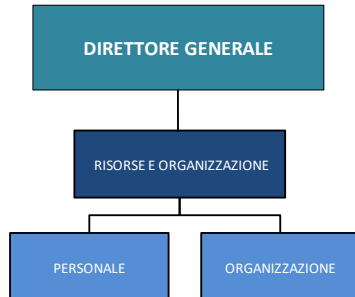 DIRETTORE GENERALE
RISORSE E ORGANIZZAZIONE
PERSONALE
ORGANIZZAZIONE